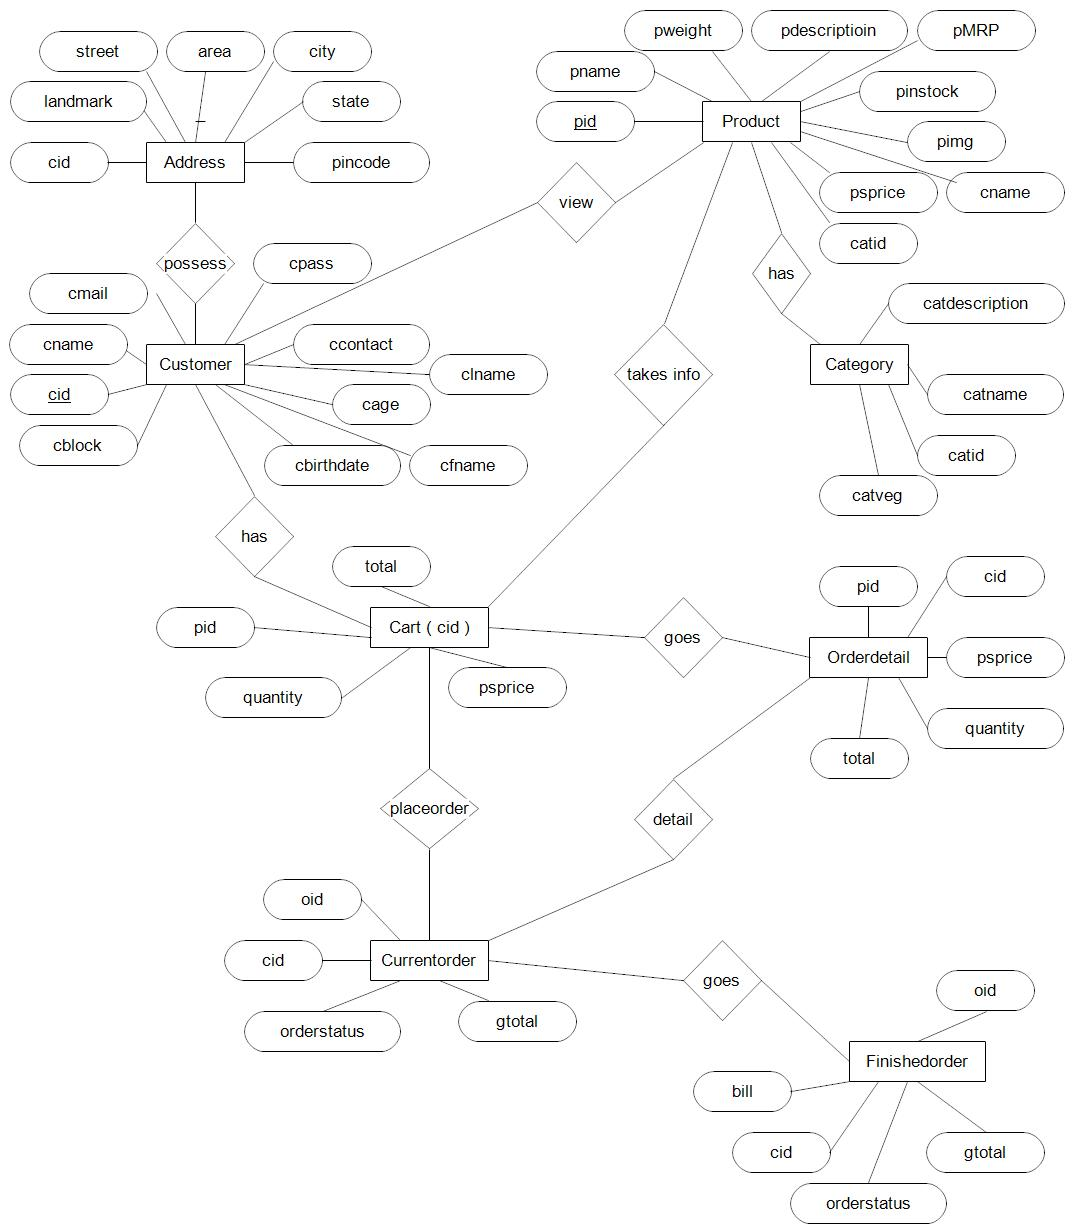 pweight
pdescriptioin
pMRP
street
area
city
pname
pinstock
landmark
state
pid
Product
pimg
cid
Address
pincode
psprice
cname
view
catid
possess
cpass
has
cmail
catdescription
cname
ccontact
Customer
clname
takes info
Category
cid
cage
catname
cblock
cbirthdate
cfname
catid
catveg
has
total
pid
cid
pid
Cart ( cid )
goes
Orderdetail
psprice
quantity
psprice
quantity
total
placeorder
detail
oid
cid
Currentorder
goes
oid
orderstatus
gtotal
Finishedorder
bill
cid
gtotal
orderstatus